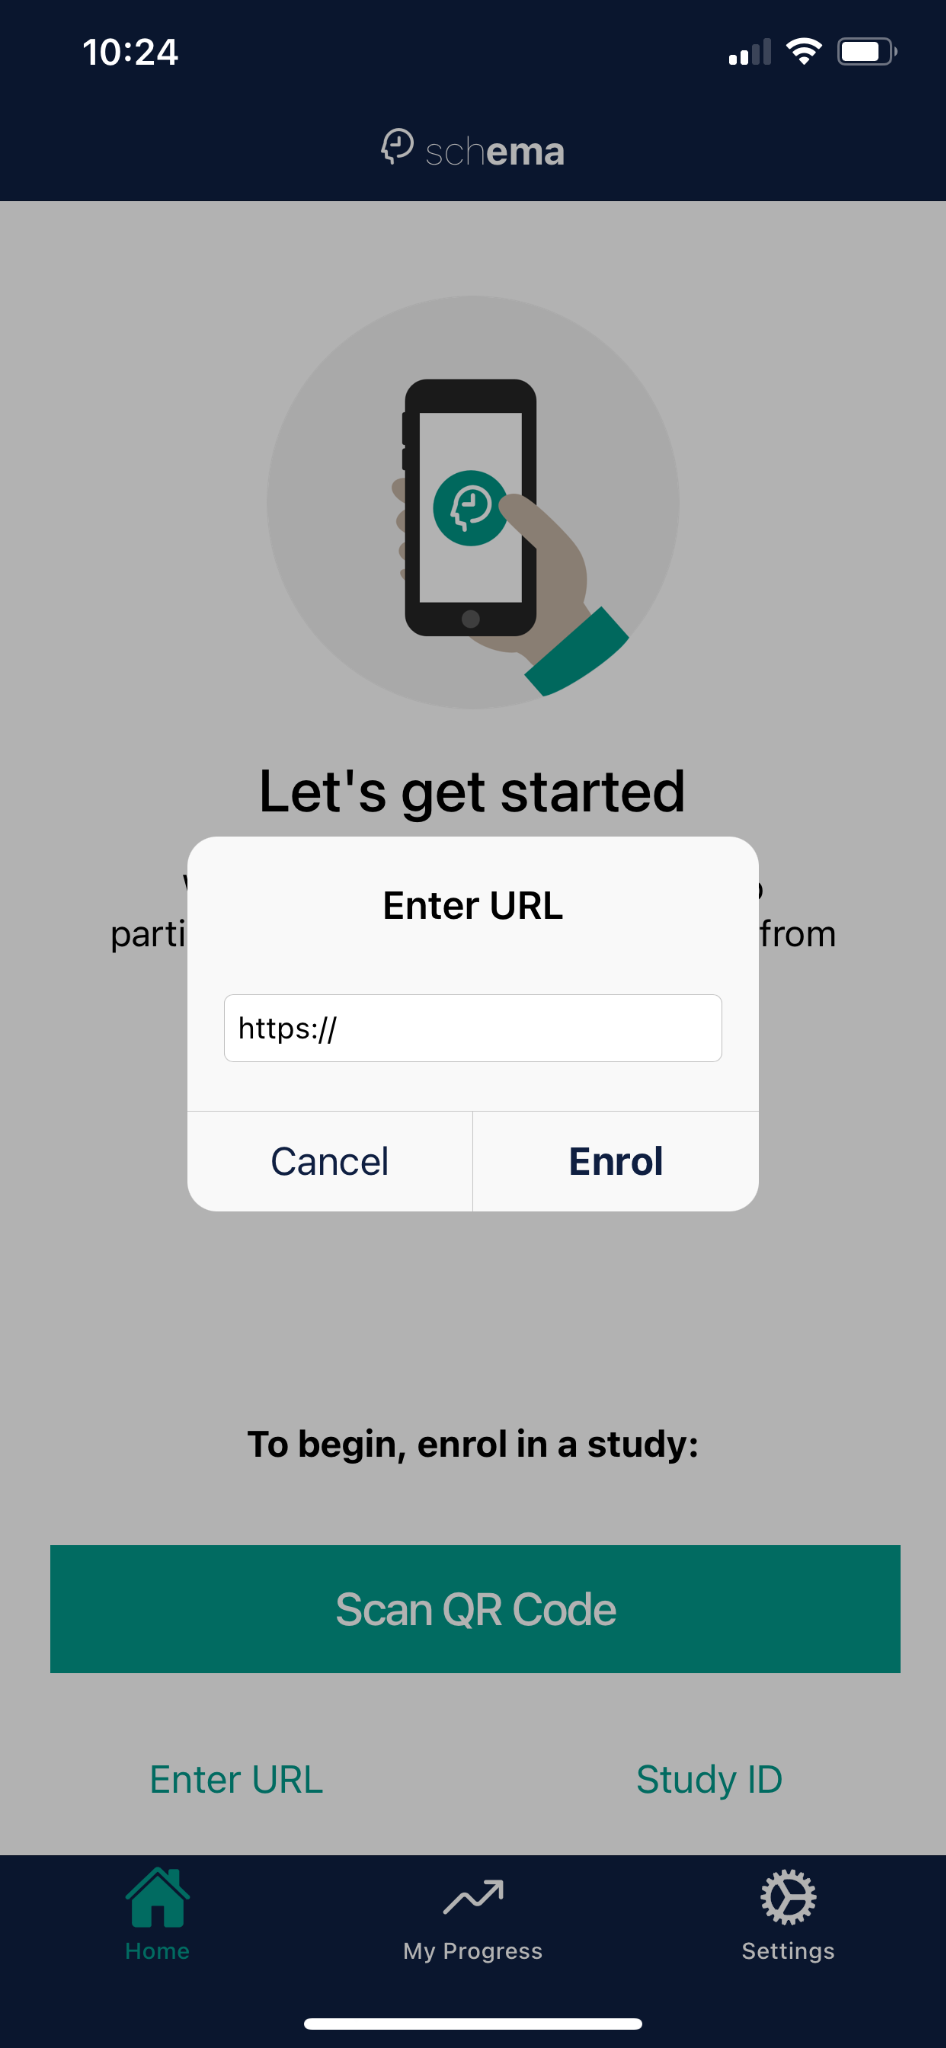 10:24
schema
Let's get started
from
Enter URL
https://
Cancel
Enrol
To begin, enrol in a study:
Scan QR Code
Enter URL
Study ID
Home
My Progress
Settings